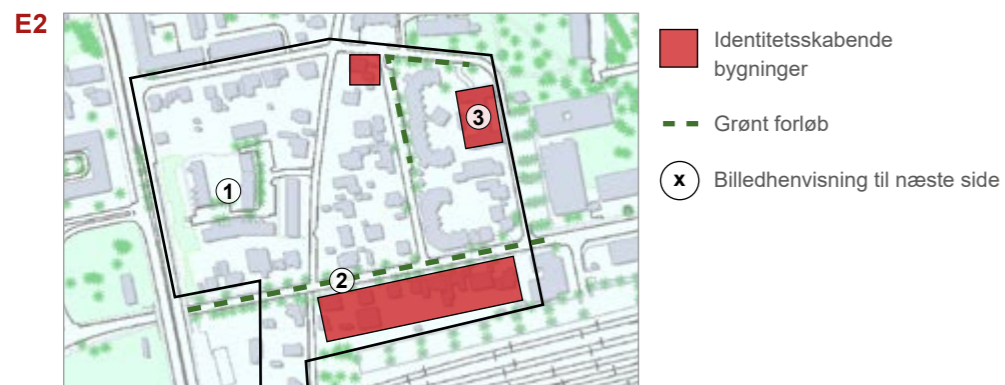 E2
3
1
2
Identitetsskabende
bygninger
Grønt forløb
x
Billedhenvisning til næste side